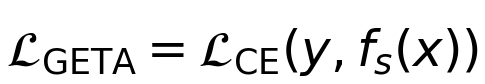 ℒ_GETA = ℒ_CE(y, f_s(x))